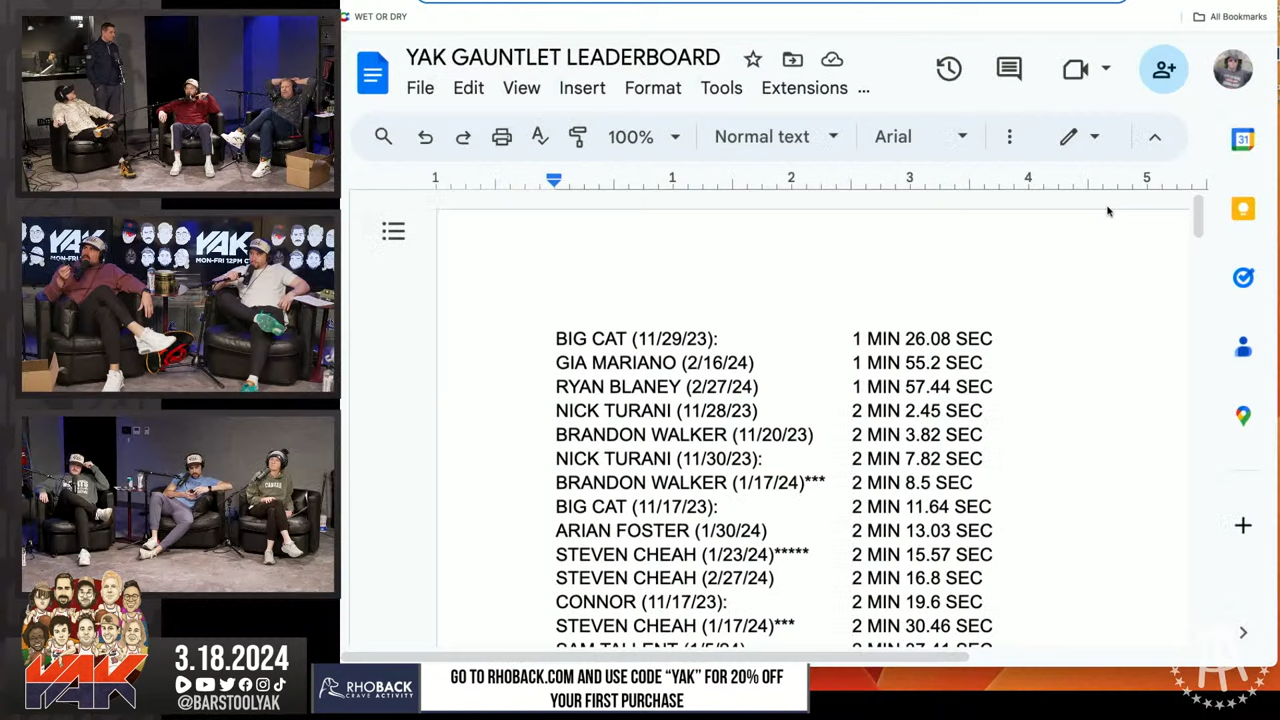 WET OR DRY
All Bookmarks
YAK GAUNTLET LEADERBOARD
File Edit View Insert Format Tools Extensions ...
100% Normal text Arial
1 1 2 3 4 5
31
BIG CAT (11/29/23): 1 MIN 26.08 SEC
GIA MARIANO (2/16/24) 1 MIN 55.2 SEC
RYAN BLANEY (2/27/24) 1 MIN 57.44 SEC
NICK TURANI (11/28/23) 2 MIN 2.45 SEC
BRANDON WALKER (11/20/23) 2 MIN 3.82 SEC
NICK TURANI (11/30/23): 2 MIN 7.82 SEC
BRANDON WALKER (1/17/24)*** 2 MIN 8.5 SEC
BIG CAT (11/17/23): 2 MIN 11.64 SEC
ARIAN FOSTER (1/30/24) 2 MIN 13.03 SEC
STEVEN CHEAH (1/23/24)***** 2 MIN 15.57 SEC
STEVEN CHEAH (2/27/24) 2 MIN 16.8 SEC
CONNOR (11/17/23): 2 MIN 19.6 SEC
STEVEN CHEAH (1/17/24)*** 2 MIN 30.46 SEC
YAK
MON-FRI
YAK
MON-FRI 12PM
YAK
3.18.2024
@BARSTOOLYAK
RHOBACK
CRAVE ACTIVITY
GO TO RHOBACK.COM AND USE CODE “YAK” FOR 20% OFF
YOUR FIRST PURCHASE